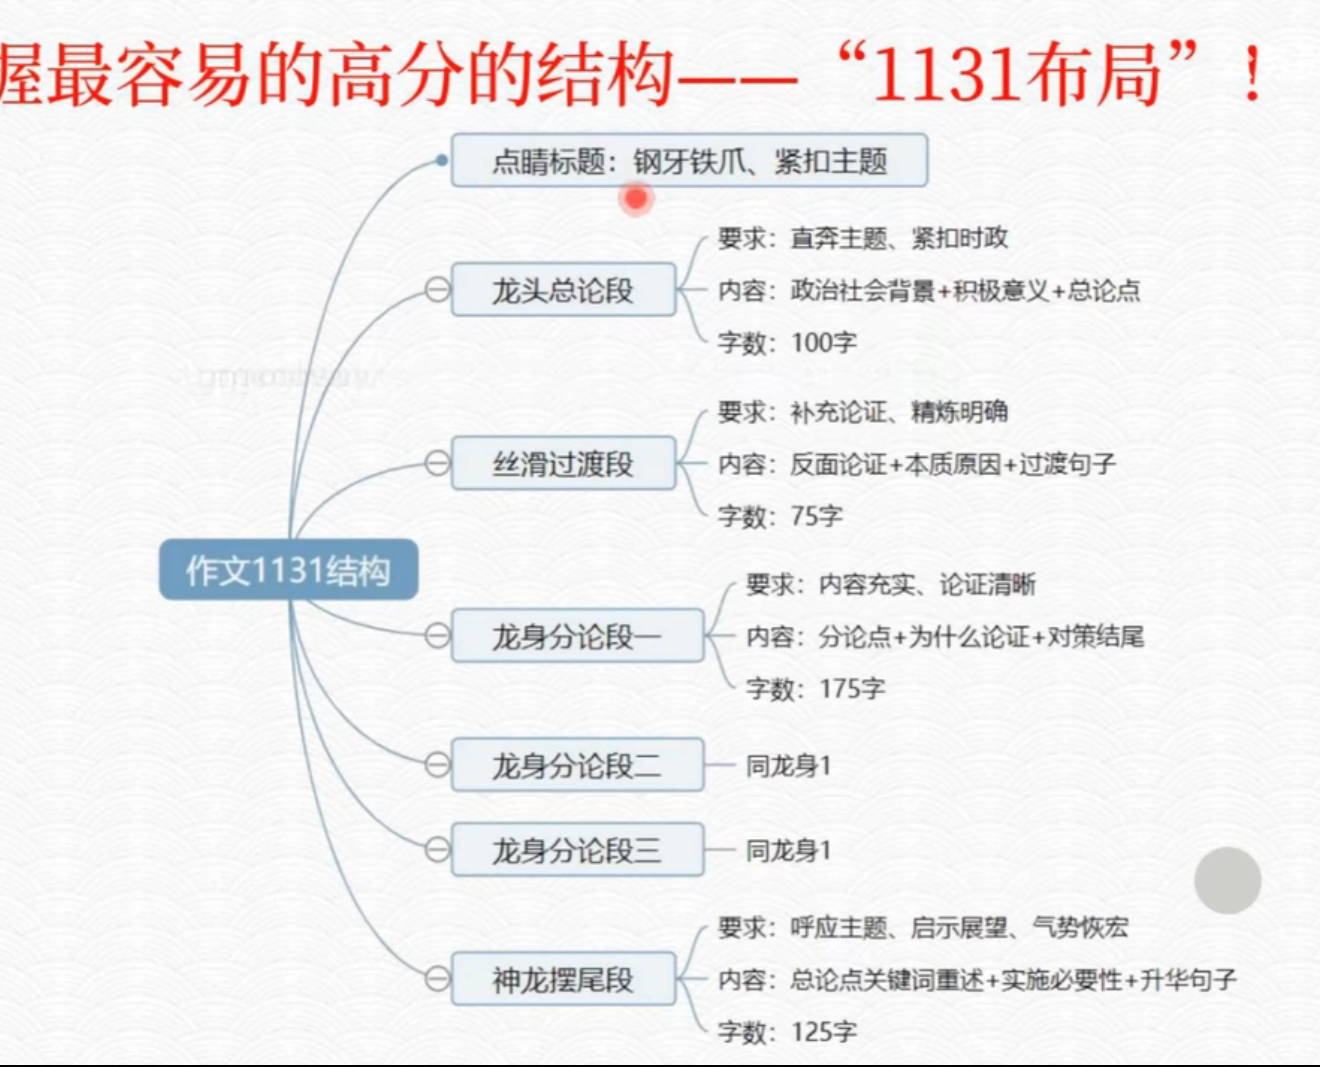 握最容易的高分的结构——“1131布局”！
点睛标题：钢牙铁爪、紧扣主题
要求：直奔主题、紧扣时政
龙头总论段
内容：政治社会背景+积极意义+总论点
字数：100字
要求：补充论证、精炼明确
丝滑过渡段
内容：反面论证+本质原因+过渡句子
字数：75字
作文1131结构
要求：内容充实、论证清晰
龙身分论段一
内容：分论点+为什么论证+对策结尾
字数：175字
龙身分论段二
同龙身1
龙身分论段三
同龙身1
要求：呼应主题、启示展望、气势恢宏
神龙摆尾段
内容：总论点关键词重述+实施必要性+升华句子
字数：125字